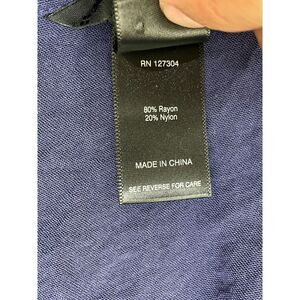 RN 127304
80% Rayon
20% Nylon
MADE IN CHINA
SEE REVERSE FOR CARE